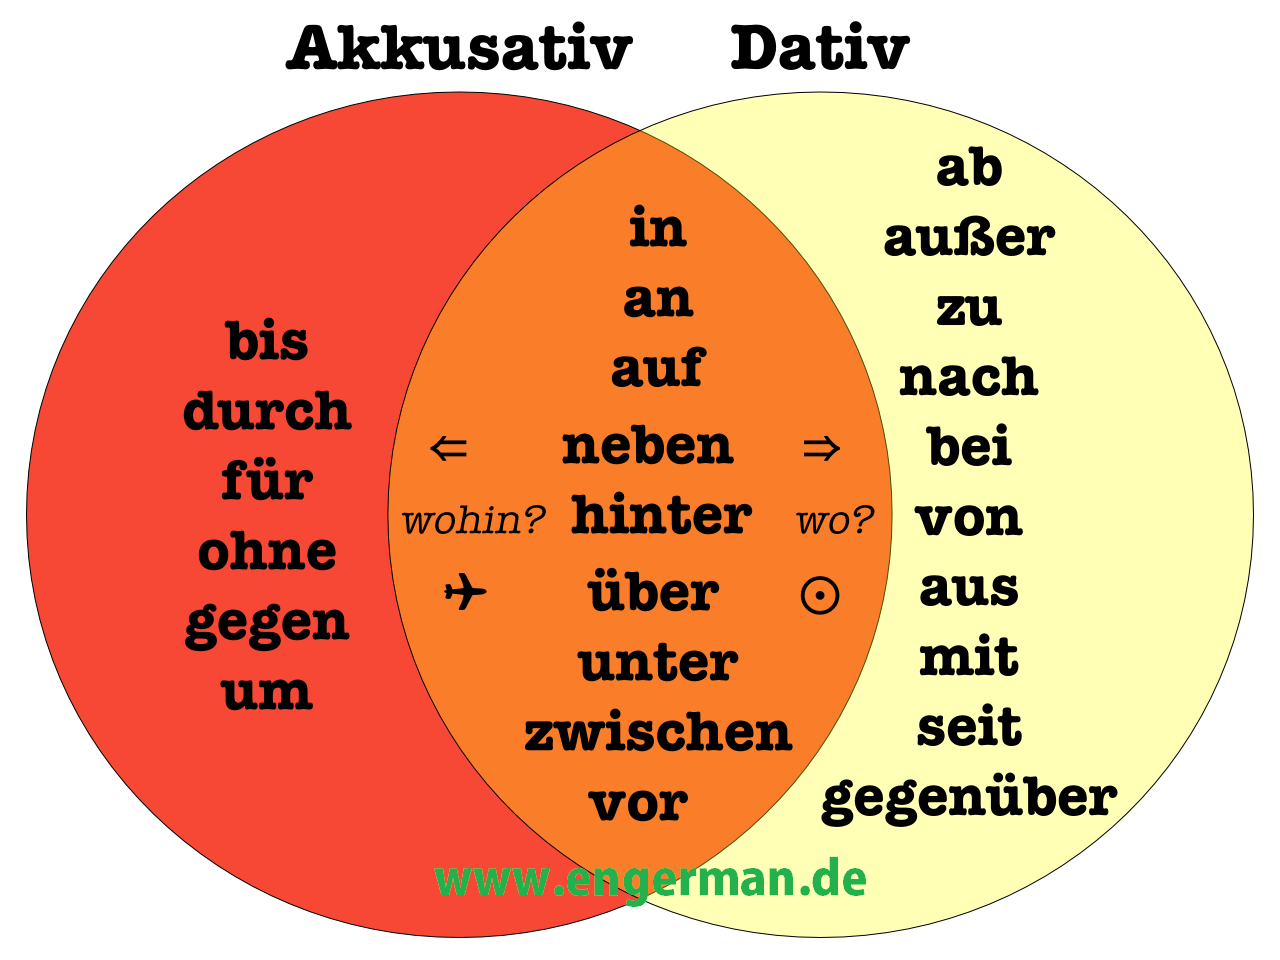 Akkusativ Dativ
bis
durch
für
ohne
gegen
um
in
an
auf
⇐ neben ⇒
wohin? hinter wo?
✈ über ⊙
unter
zwischen
vor
ab
außer
zu
nach
bei
von
aus
mit
seit
gegenüber
www.engerman.de